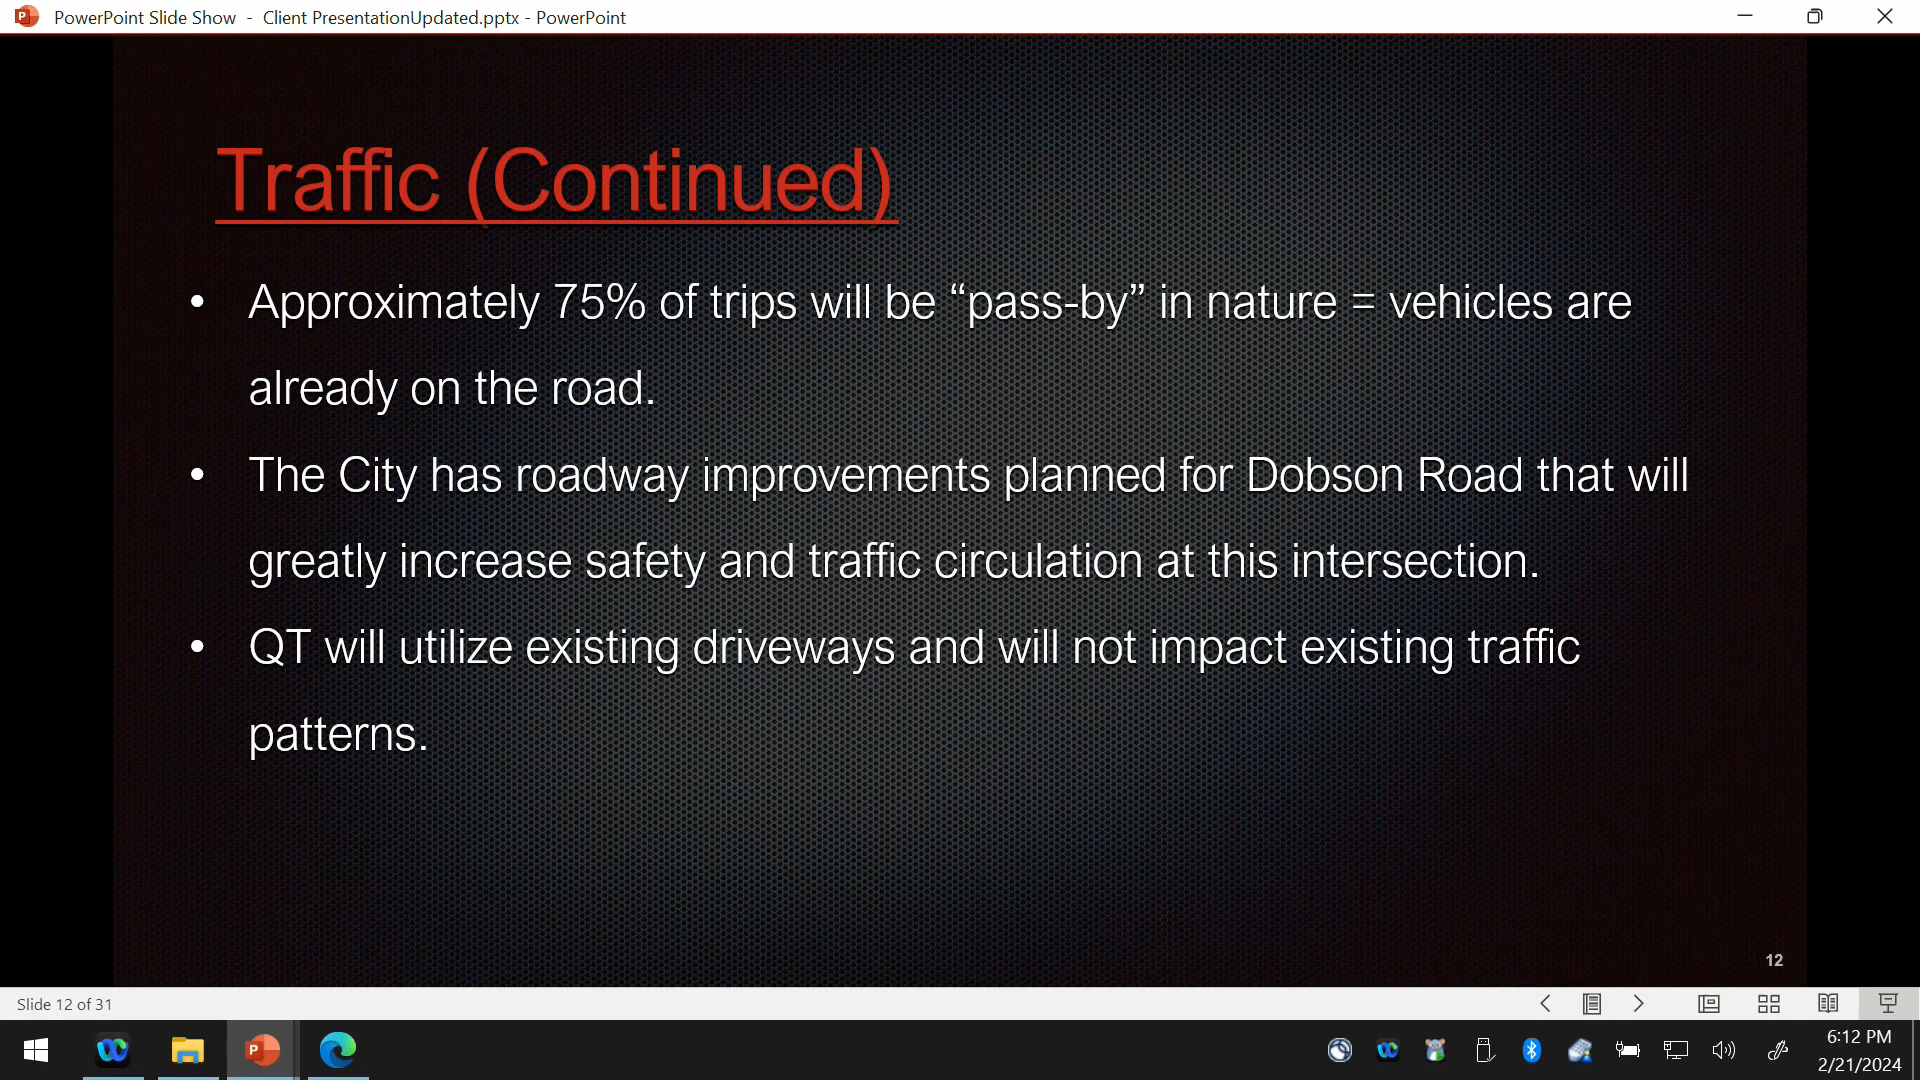 PowerPoint Slide Show - Client PresentationUpdated.pptx - PowerPoint
Traffic (Continued)
• Approximately 75% of trips will be “pass-by” in nature = vehicles are
already on the road.
• The City has roadway improvements planned for Dobson Road that will
greatly increase safety and traffic circulation at this intersection.
• QT will utilize existing driveways and will not impact existing traffic
patterns.
12
Slide 12 of 31
6:12 PM
2/21/2024